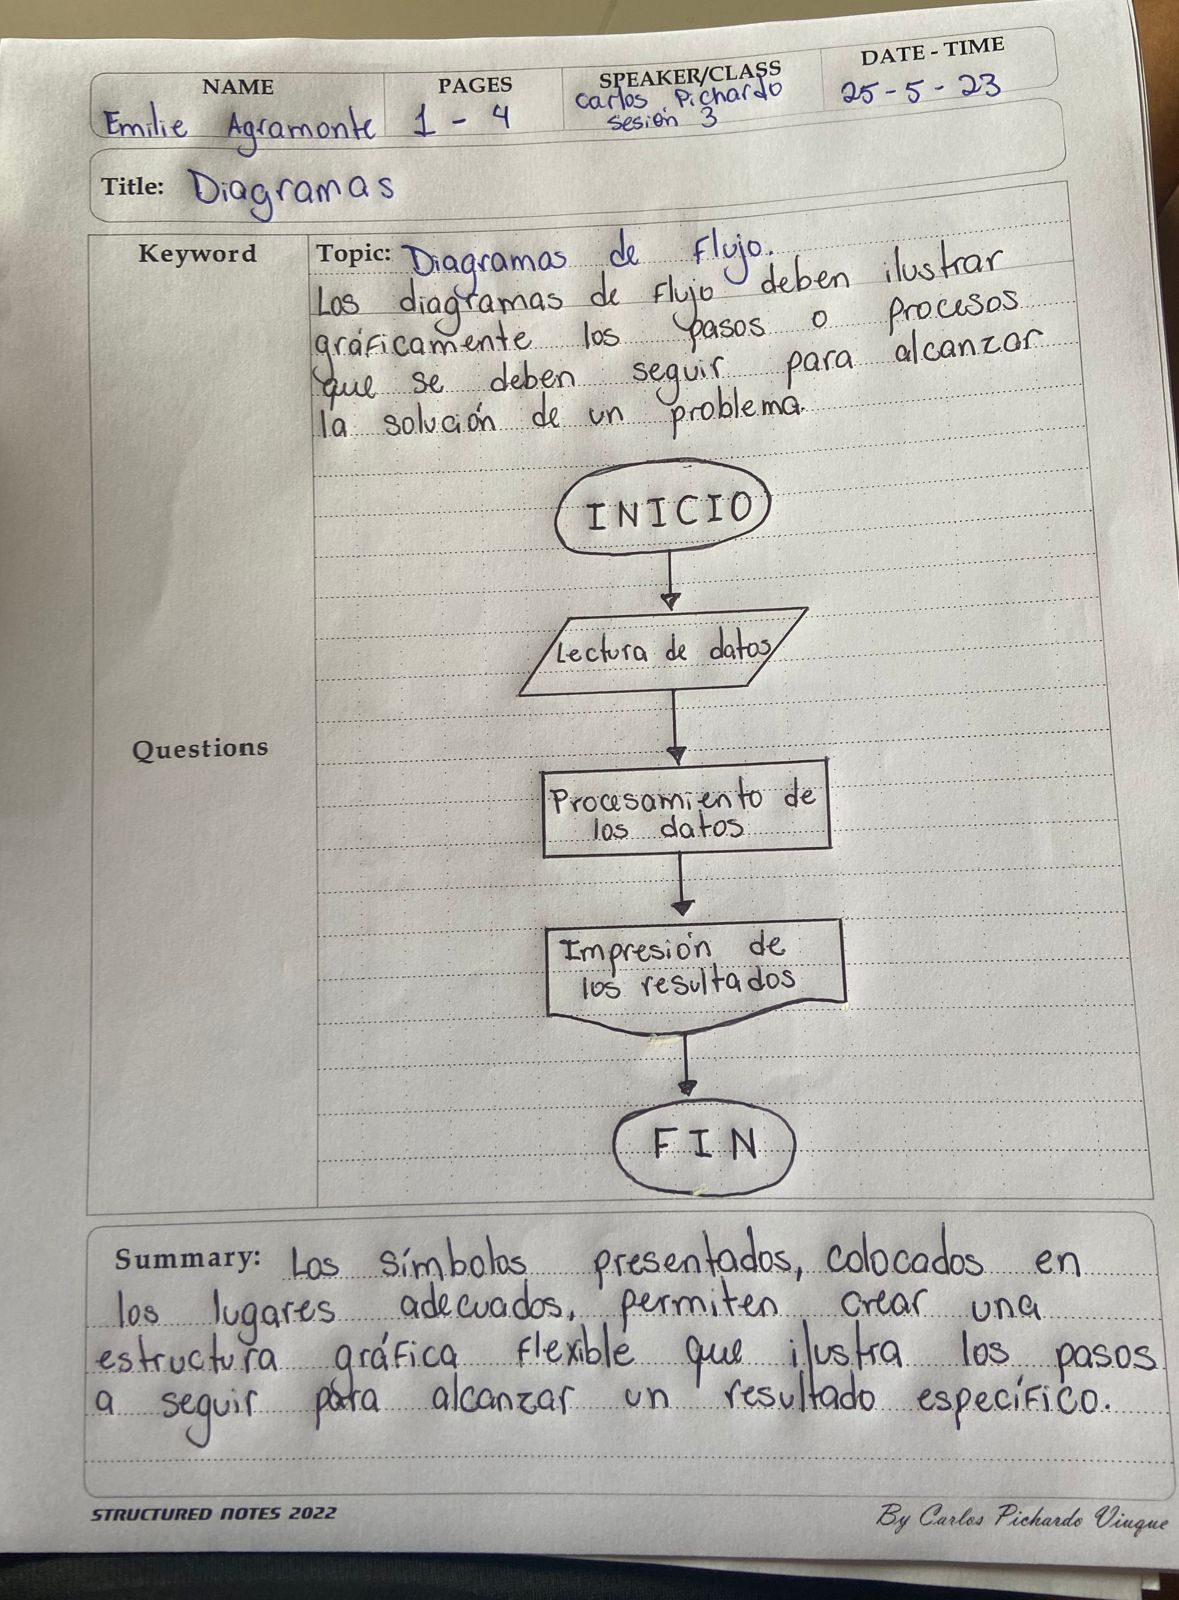 NAME
PAGES
SPEAKER/CLASS
DATE - TIME
Emilie Agramonte
1 - 4
Carlos Pichardo
Sesión 3
25-5-23
Title: Diagramas
Keyword
Topic: Diagramas de Flujo.
Los diagramas de Flujo deben ilustrar
gráficamente los pasos o procesos
que se deben seguir para alcanzar
la solución de un problema.
INICIO
Lectura de datos
Questions
Procesamiento de
los datos
Impresión de
los resultados
FIN
Summary: Los símbolos presentados, colocados en
los lugares adecuados, permiten crear una
estructura gráfica flexible que ilustra los pasos
a seguir para alcanzar un resultado específico.
STRUCTURED NOTES 2022
By Carlos Pichardo Viuque